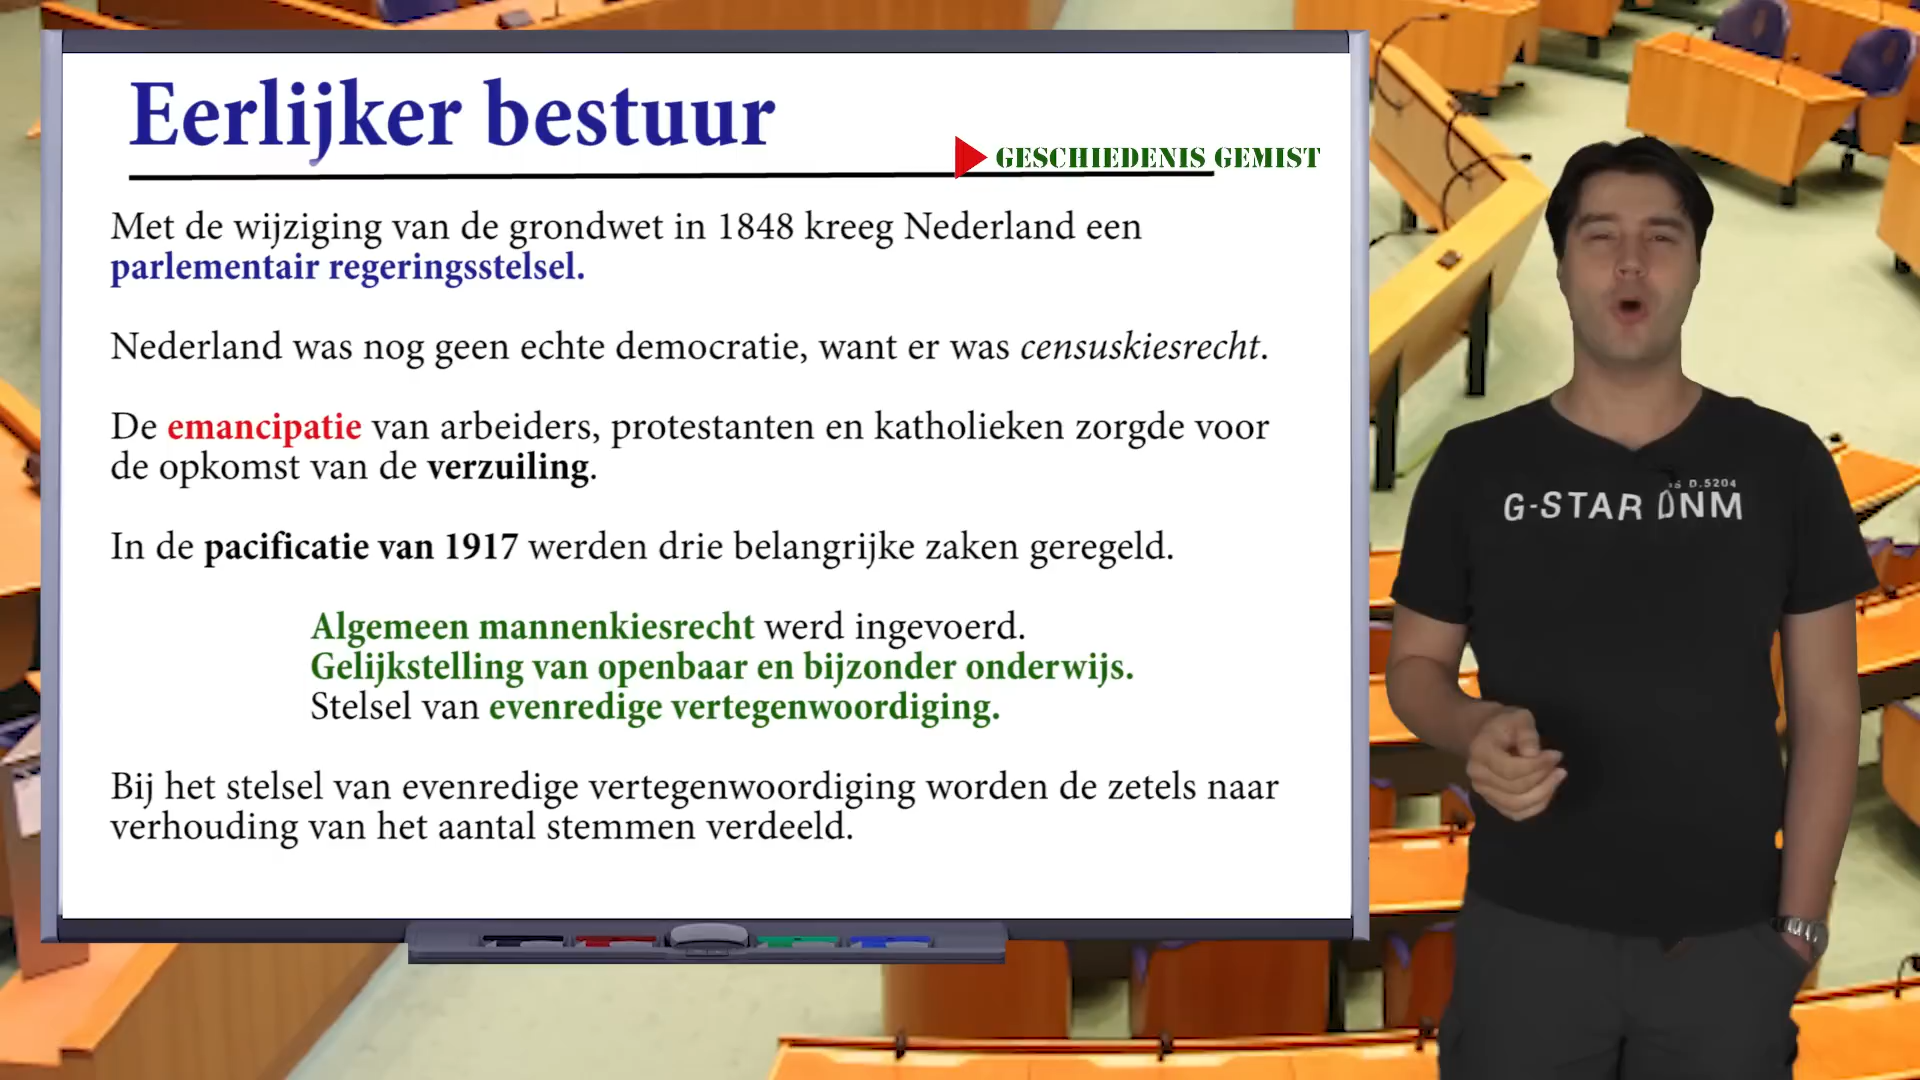 Eerlijker bestuur
GESCHIEDENIS GEMIST
Met de wijziging van de grondwet in 1848 kreeg Nederland een
parlementair regeringsstelsel.
Nederland was nog geen echte democratie, want er was censuskiesrecht.
De emancipatie van arbeiders, protestanten en katholieken zorgde voor
de opkomst van de verzuiling.
In de pacificatie van 1917 werden drie belangrijke zaken geregeld.
Algemeen mannenkiesrecht werd ingevoerd.
Gelijkstelling van openbaar en bijzonder onderwijs.
Stelsel van evenredige vertegenwoordiging.
Bij het stelsel van evenredige vertegenwoordiging worden de zetels naar
verhouding van het aantal stemmen verdeeld.
D.5204
G-STAR DNM